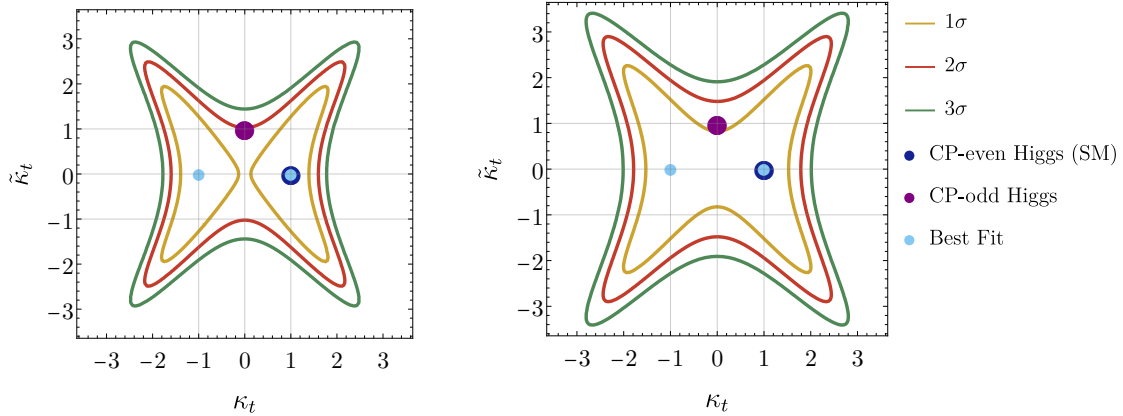 3
2
1
0
−1
−2
−3
κ̃ₜ
−3 −2 −1 0 1 2 3
κₜ
3
2
1
0
−1
−2
−3
κ̃ₜ
−3 −2 −1 0 1 2 3
κₜ
1σ
2σ
3σ
CP-even Higgs (SM)
CP-odd Higgs
Best Fit